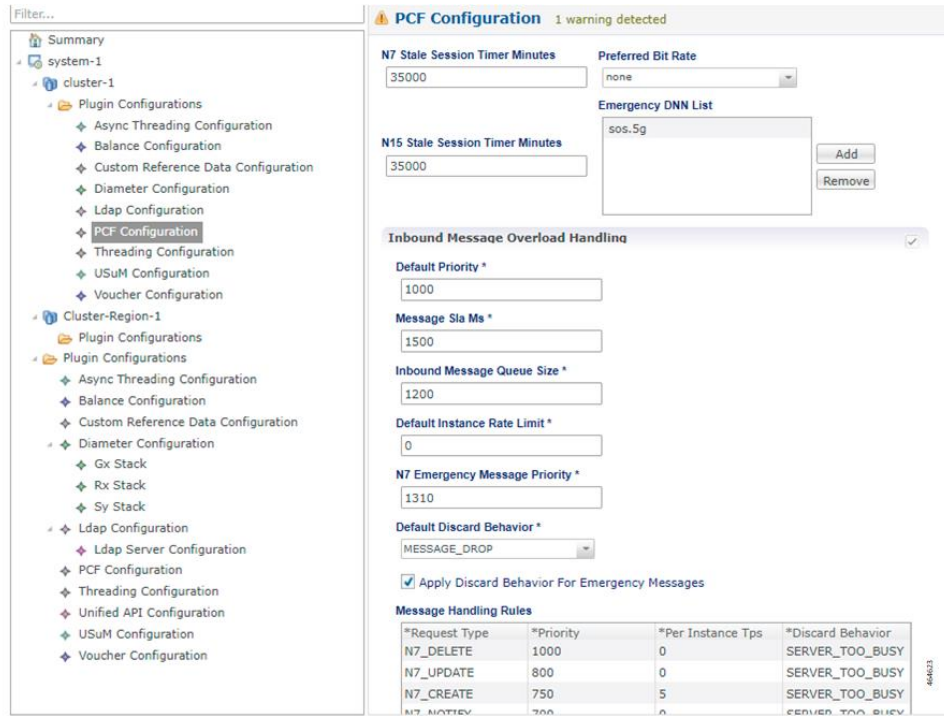 Filter...
Summary
system-1
cluster-1
Plugin Configurations
Async Threading Configuration
Balance Configuration
Custom Reference Data Configuration
Diameter Configuration
Ldap Configuration
PCF Configuration
Threading Configuration
USuM Configuration
Voucher Configuration
Cluster-Region-1
Plugin Configurations
Plugin Configurations
Async Threading Configuration
Balance Configuration
Custom Reference Data Configuration
Diameter Configuration
Gx Stack
Rx Stack
Sy Stack
Ldap Configuration
Ldap Server Configuration
PCF Configuration
Threading Configuration
Unified API Configuration
USuM Configuration
Voucher Configuration
PCF Configuration 1 warning detected
N7 Stale Session Timer Minutes
35000
Preferred Bit Rate
none
Emergency DNN List
sos.5g
N15 Stale Session Timer Minutes
35000
Add
Remove
Inbound Message Overload Handling
Default Priority *
1000
Message Sla Ms *
1500
Inbound Message Queue Size *
1200
Default Instance Rate Limit *
0
N7 Emergency Message Priority *
1310
Default Discard Behavior *
MESSAGE_DROP
Apply Discard Behavior For Emergency Messages
Message Handling Rules
*Request Type *Priority *Per Instance Tps *Discard Behavior
N7_DELETE 1000 0 SERVER_TOO_BUSY
N7_UPDATE 800 0 SERVER_TOO_BUSY
N7_CREATE 750 5 SERVER_TOO_BUSY
N7_NOTIFY 700 0 SERVER_TOO_BUSY
464623